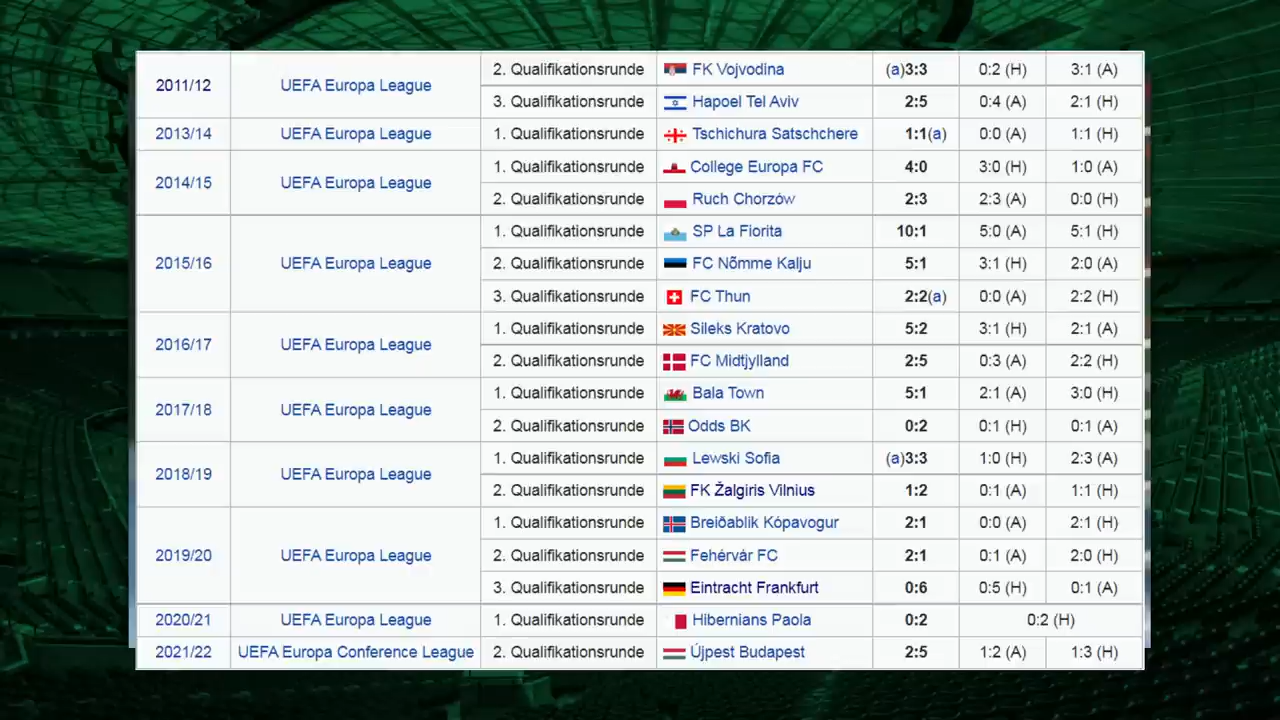 2011/12 UEFA Europa League 2. Qualifikationsrunde FK Vojvodina (a)3:3 0:2 (H) 3:1 (A)
3. Qualifikationsrunde Hapoel Tel Aviv 2:5 0:4 (A) 2:1 (H)
2013/14 UEFA Europa League 1. Qualifikationsrunde Tschichura Satschchere 1:1(a) 0:0 (A) 1:1 (H)
2014/15 UEFA Europa League 1. Qualifikationsrunde College Europa FC 4:0 3:0 (H) 1:0 (A)
2. Qualifikationsrunde Ruch Chorzów 2:3 2:3 (A) 0:0 (H)
2015/16 UEFA Europa League 1. Qualifikationsrunde SP La Fiorita 10:1 5:0 (A) 5:1 (H)
2. Qualifikationsrunde FC Nõmme Kalju 5:1 3:1 (H) 2:0 (A)
3. Qualifikationsrunde FC Thun 2:2(a) 0:0 (A) 2:2 (H)
2016/17 UEFA Europa League 1. Qualifikationsrunde Sileks Kratovo 5:2 3:1 (H) 2:1 (A)
2. Qualifikationsrunde FC Midtjylland 2:5 0:3 (A) 2:2 (H)
2017/18 UEFA Europa League 1. Qualifikationsrunde Bala Town 5:1 2:1 (A) 3:0 (H)
2. Qualifikationsrunde Odds BK 0:2 0:1 (H) 0:1 (A)
2018/19 UEFA Europa League 1. Qualifikationsrunde Lewski Sofia (a)3:3 1:0 (H) 2:3 (A)
2. Qualifikationsrunde FK Žalgiris Vilnius 1:2 0:1 (A) 1:1 (H)
2019/20 UEFA Europa League 1. Qualifikationsrunde Breiðablik Kópavogur 2:1 0:0 (A) 2:1 (H)
2. Qualifikationsrunde Fehérvár FC 2:1 0:1 (A) 2:0 (H)
3. Qualifikationsrunde Eintracht Frankfurt 0:6 0:5 (H) 0:1 (A)
2020/21 UEFA Europa League 1. Qualifikationsrunde Hibernians Paola 0:2 0:2 (H)
2021/22 UEFA Europa Conference League 2. Qualifikationsrunde Újpest Budapest 2:5 1:2 (A) 1:3 (H)